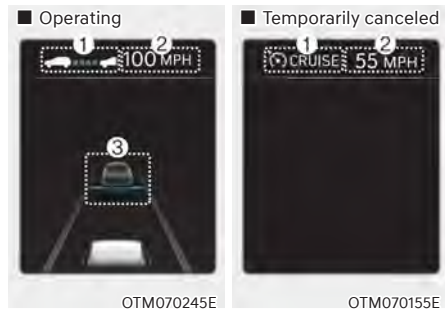 ■ Operating
① ②
100 MPH
③
OTM070245E
■ Temporarily canceled
① ②
CRUISE 55 MPH
OTM070155E